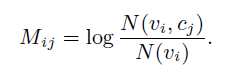 M_{ij} = \log \frac{N(v_i, c_j)}{N(v_i)}.